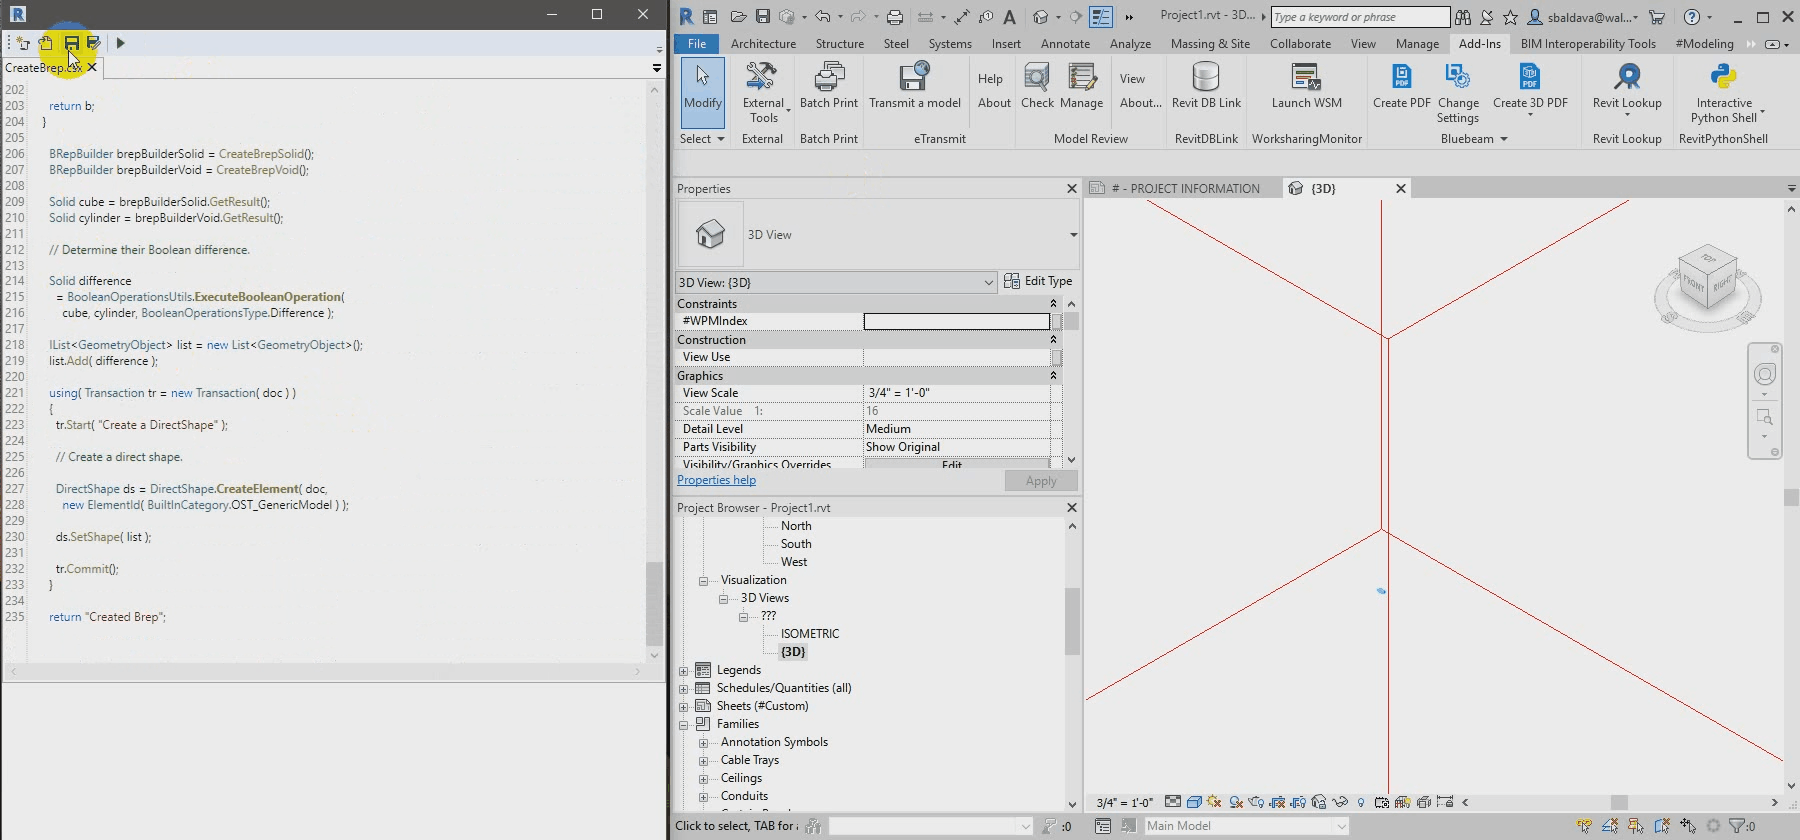 CreateBrep.csx
202
203 return b;
204 }
205
206 BRepBuilder brepBuilderSolid = CreateBrepSolid();
207 BRepBuilder brepBuilderVoid = CreateBrepVoid();
208
209 Solid cube = brepBuilderSolid.GetResult();
210 Solid cylinder = brepBuilderVoid.GetResult();
211
212 // Determine their Boolean difference.
213
214 Solid difference
215 = BooleanOperationsUtils.ExecuteBooleanOperation(
216 cube, cylinder, BooleanOperationsType.Difference );
217
218 IList<GeometryObject> list = new List<GeometryObject>();
219 list.Add( difference );
220
221 using( Transaction tr = new Transaction( doc ) )
222 {
223 tr.Start( "Create a DirectShape" );
224
225 // Create a direct shape.
226
227 DirectShape ds = DirectShape.CreateElement( doc,
228 new ElementId( BuiltInCategory.OST_GenericModel ) );
229
230 ds.SetShape( list );
231
232 tr.Commit();
233 }
234
235 return "Created Brep";
Project1.rvt - 3D... Type a keyword or phrase sbaldava@wal...
File Architecture Structure Steel Systems Insert Annotate Analyze Massing & Site Collaborate View Manage Add-Ins BIM Interoperability Tools #Modeling
Modify External Tools Batch Print Transmit a model Help About Check Manage View About... Revit DB Link Launch WSM Create PDF Change Settings Create 3D PDF Revit Lookup Interactive Python Shell
Select External Batch Print eTransmit Model Review RevitDBLink WorksharingMonitor Bluebeam Revit Lookup RevitPythonShell
Properties
3D View
3D View: {3D} Edit Type
Constraints
#WPMIndex
Construction
View Use
Graphics
View Scale 3/4" = 1'-0"
Scale Value 1: 16
Detail Level Medium
Parts Visibility Show Original
Visibility/Graphics Overrides Edit
Properties help Apply
Project Browser - Project1.rvt
North
South
West
Visualization
3D Views
???
ISOMETRIC
{3D}
Legends
Schedules/Quantities (all)
Sheets (#Custom)
Families
Annotation Symbols
Cable Trays
Ceilings
Conduits
# - PROJECT INFORMATION {3D}
TOP
FRONT RIGHT
3/4" = 1'-0"
Click to select, TAB for :0 Main Model :0